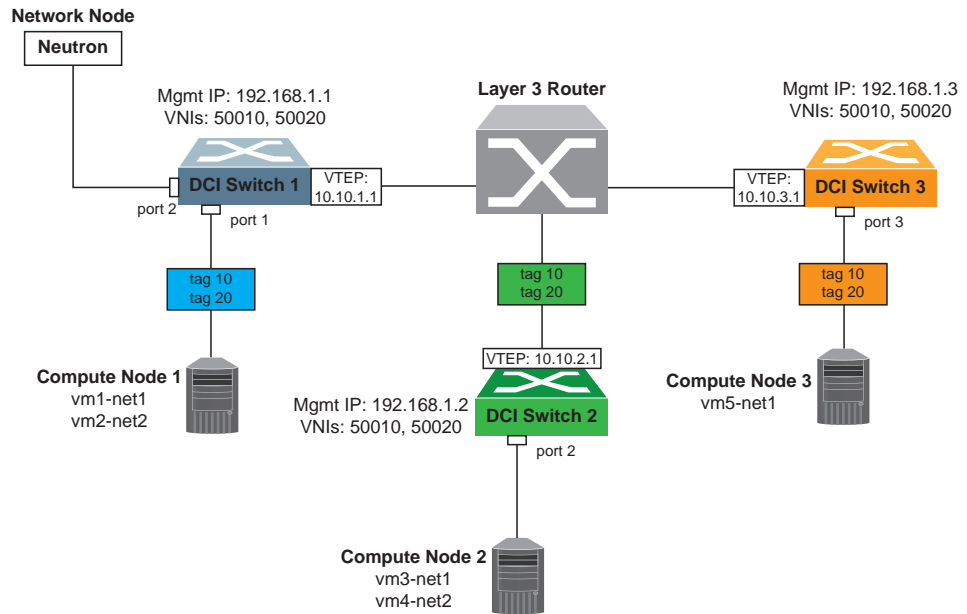 Network Node
Neutron
Mgmt IP: 192.168.1.1
VNIs: 50010, 50020
Layer 3 Router
Mgmt IP: 192.168.1.3
VNIs: 50010, 50020
DCI Switch 1
VTEP:
10.10.1.1
VTEP:
10.10.3.1
DCI Switch 3
port 2
port 1
port 3
tag 10
tag 20
tag 10
tag 20
tag 10
tag 20
Compute Node 1
vm1-net1
vm2-net2
VTEP: 10.10.2.1
Mgmt IP: 192.168.1.2
VNIs: 50010, 50020
DCI Switch 2
port 2
Compute Node 3
vm5-net1
Compute Node 2
vm3-net1
vm4-net2